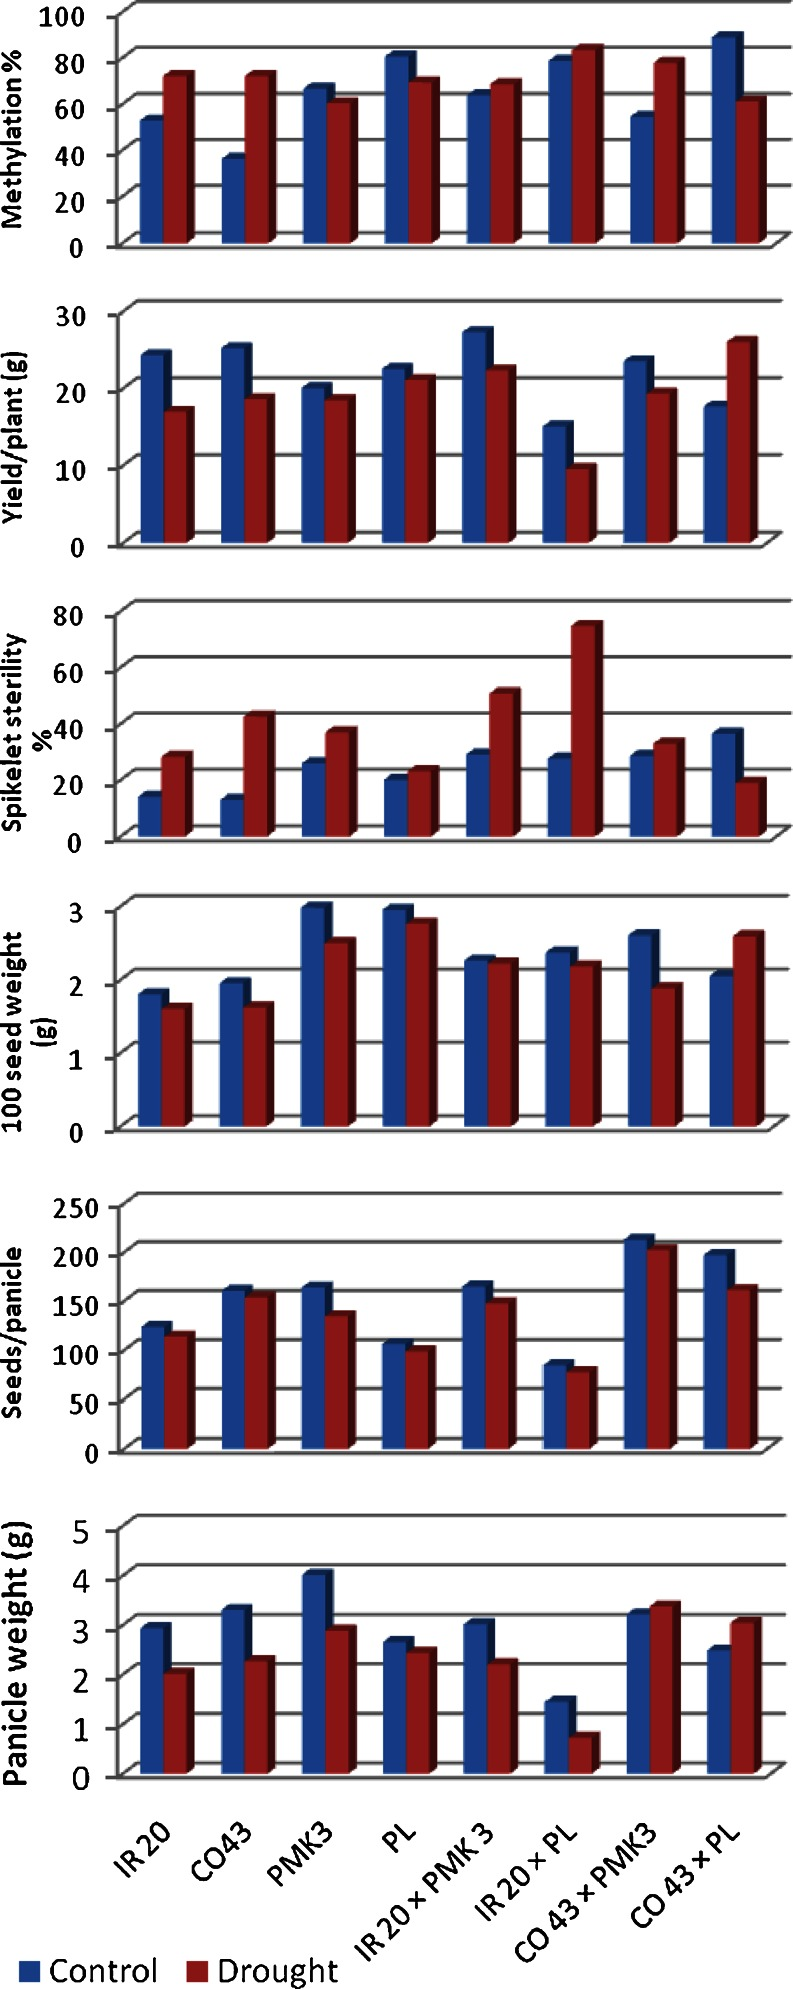 Methylation %
100
80
60
40
20
0
Yield/plant (g)
30
20
10
0
Spikelet sterility
%
80
60
40
20
0
100 seed weight
(g)
3
2
1
0
Seeds/panicle
250
200
150
100
50
0
Panicle weight (g)
5
4
3
2
1
0
IR 20
CO43
PMK3
PL
IR 20 × PMK 3
IR 20 × PL
CO 43 × PMK3
CO 43 × PL
Control
Drought